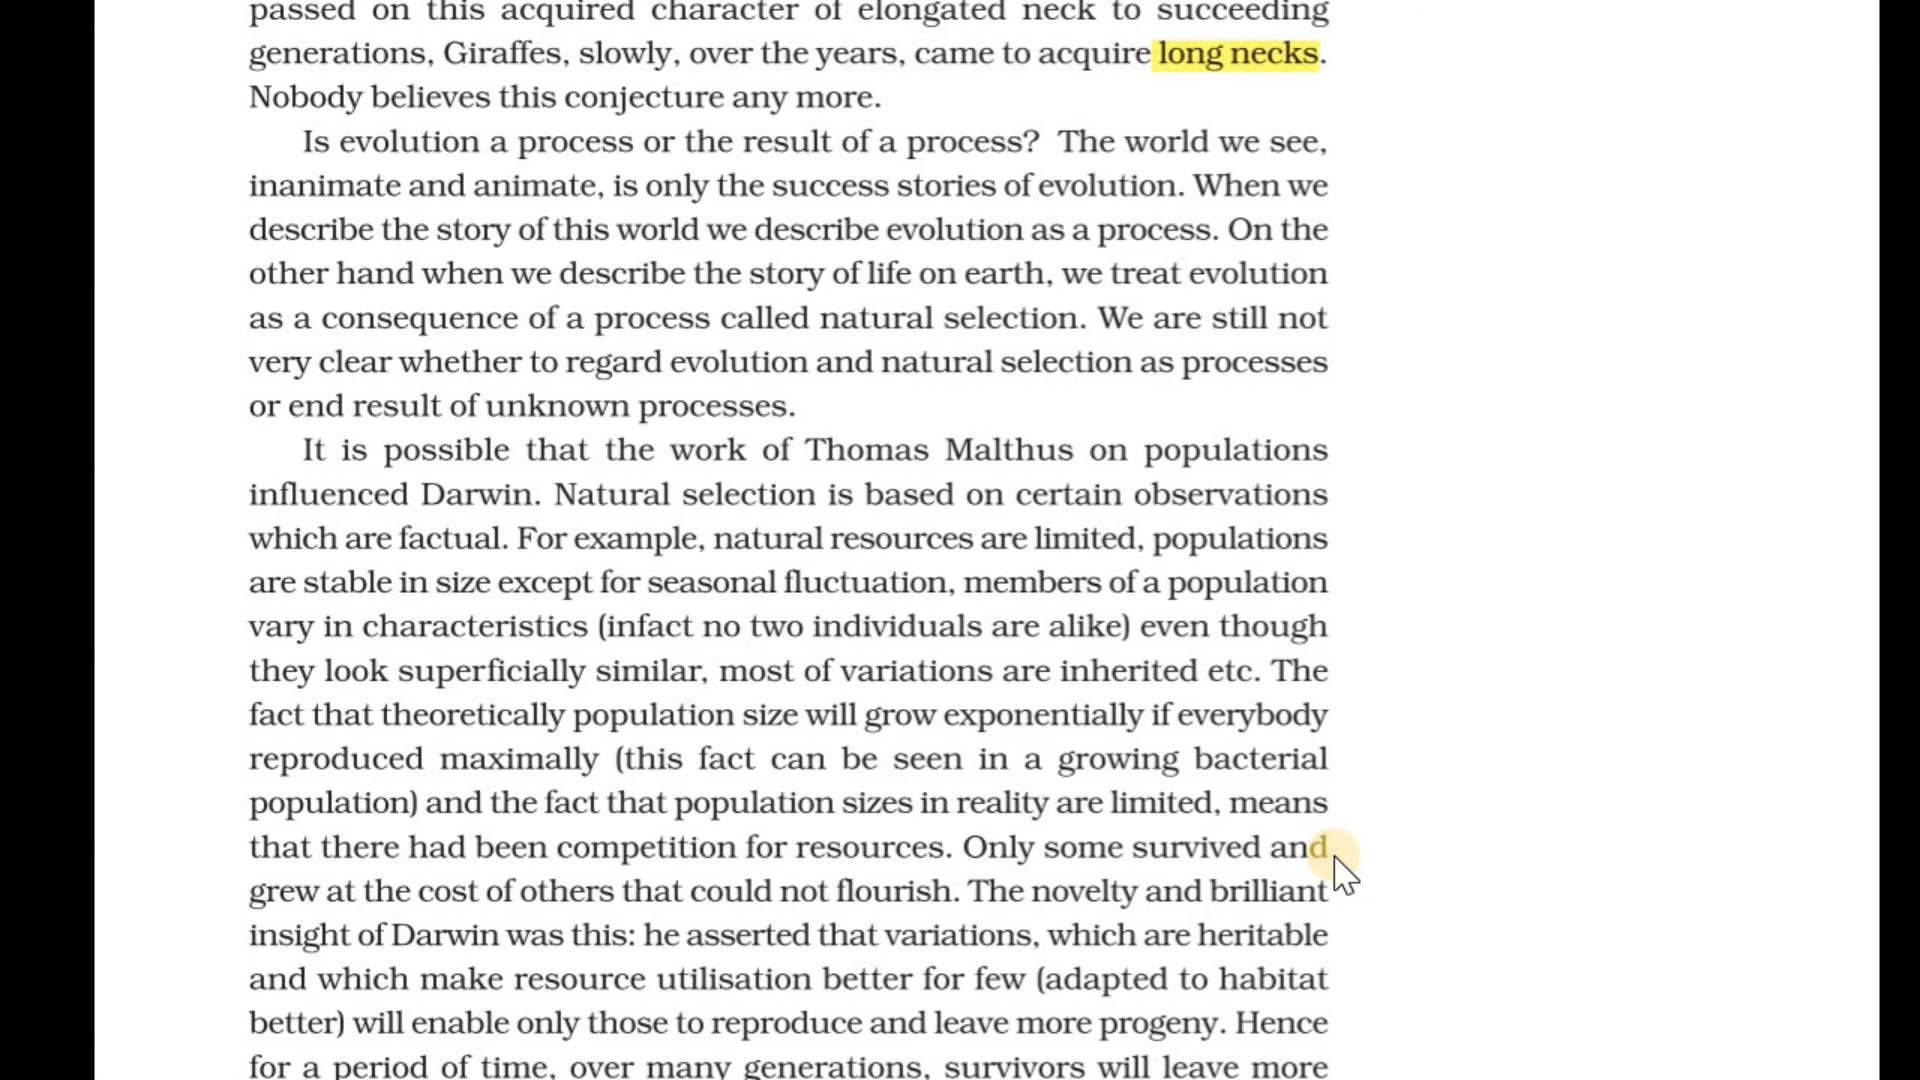 passed on this acquired character of elongated neck to succeeding
generations, Giraffes, slowly, over the years, came to acquire long necks.
Nobody believes this conjecture any more.
Is evolution a process or the result of a process? The world we see,
inanimate and animate, is only the success stories of evolution. When we
describe the story of this world we describe evolution as a process. On the
other hand when we describe the story of life on earth, we treat evolution
as a consequence of a process called natural selection. We are still not
very clear whether to regard evolution and natural selection as processes
or end result of unknown processes.
It is possible that the work of Thomas Malthus on populations
influenced Darwin. Natural selection is based on certain observations
which are factual. For example, natural resources are limited, populations
are stable in size except for seasonal fluctuation, members of a population
vary in characteristics (infact no two individuals are alike) even though
they look superficially similar, most of variations are inherited etc. The
fact that theoretically population size will grow exponentially if everybody
reproduced maximally (this fact can be seen in a growing bacterial
population) and the fact that population sizes in reality are limited, means
that there had been competition for resources. Only some survived and
grew at the cost of others that could not flourish. The novelty and brilliant
insight of Darwin was this: he asserted that variations, which are heritable
and which make resource utilisation better for few (adapted to habitat
better) will enable only those to reproduce and leave more progeny. Hence
for a period of time, over many generations, survivors will leave more